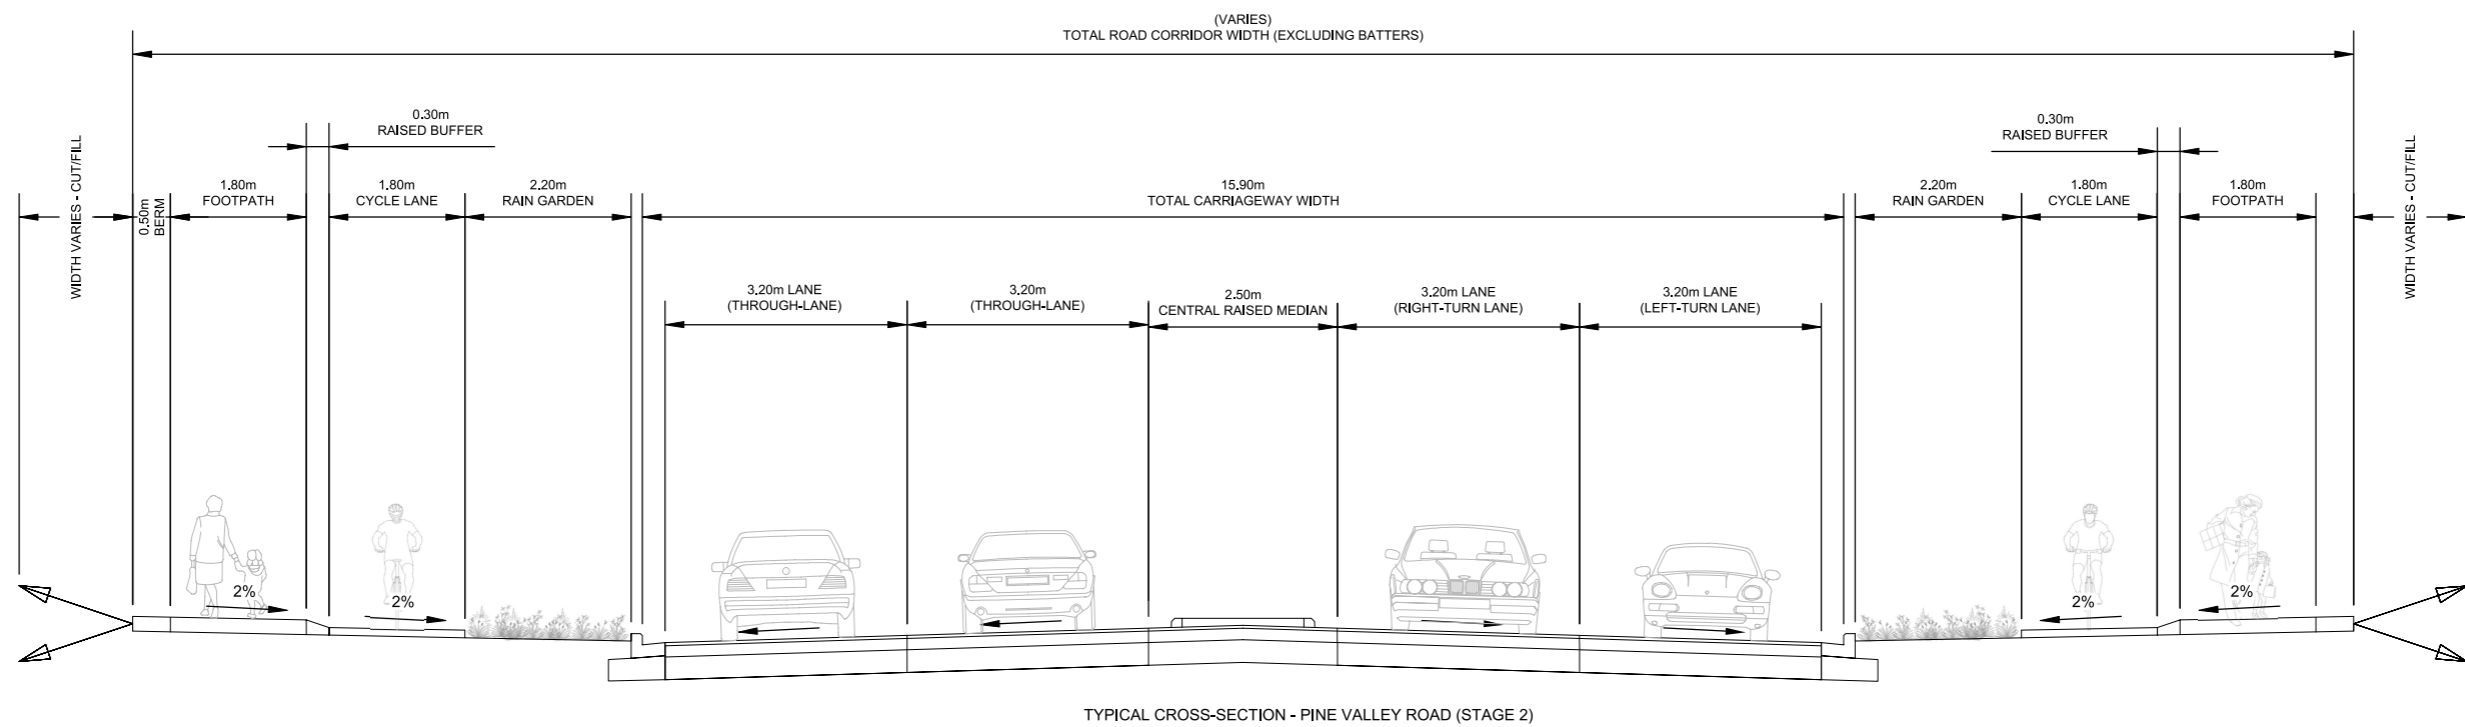 (VARIES)
TOTAL ROAD CORRIDOR WIDTH (EXCLUDING BATTERS)
0.30m
RAISED BUFFER
0.30m
RAISED BUFFER
WIDTH VARIES - CUT/FILL
0.50m
BERM
1.80m
FOOTPATH
1.80m
CYCLE LANE
2.20m
RAIN GARDEN
15.90m
TOTAL CARRIAGEWAY WIDTH
2.20m
RAIN GARDEN
1.80m
CYCLE LANE
1.80m
FOOTPATH
WIDTH VARIES - CUT/FILL
3.20m LANE
(THROUGH-LANE)
3.20m
(THROUGH-LANE)
2.50m
CENTRAL RAISED MEDIAN
3.20m LANE
(RIGHT-TURN LANE)
3.20m LANE
(LEFT-TURN LANE)
2%
2%
2%
2%
TYPICAL CROSS-SECTION - PINE VALLEY ROAD (STAGE 2)